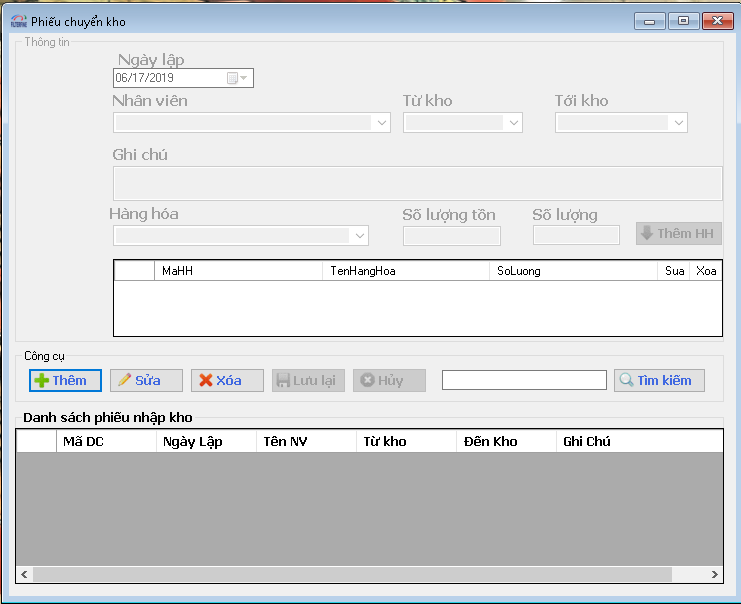 Phiếu chuyển kho
Thông tin
Ngày lập
06/17/2019
Nhân viên Từ kho Tới kho
Ghi chú
Hàng hóa Số lượng tồn Số lượng
Thêm HH
MaHH TenHangHoa SoLuong Sua Xoa
Công cụ
Thêm Sửa Xóa Lưu lại Hủy Tìm kiếm
Danh sách phiếu nhập kho
Mã DC Ngày Lập Tên NV Từ kho Đến Kho Ghi Chú